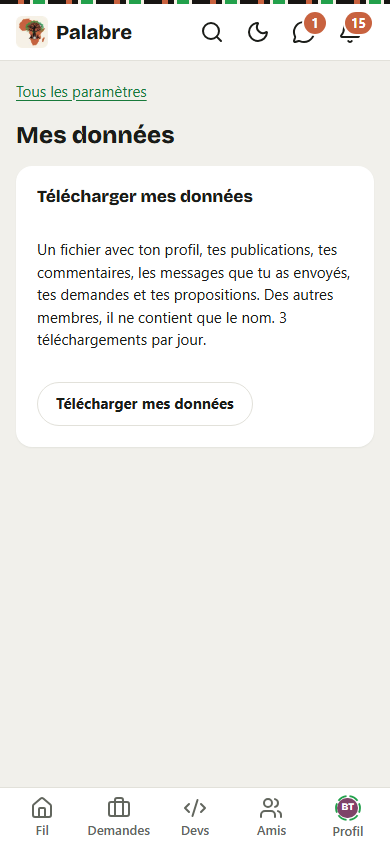 Palabre
1
15
Tous les paramètres
Mes données
Télécharger mes données
Un fichier avec ton profil, tes publications, tes
commentaires, les messages que tu as envoyés,
tes demandes et tes propositions. Des autres
membres, il ne contient que le nom. 3
téléchargements par jour.
Télécharger mes données
BT
Fil
Demandes
Devs
Amis
Profil